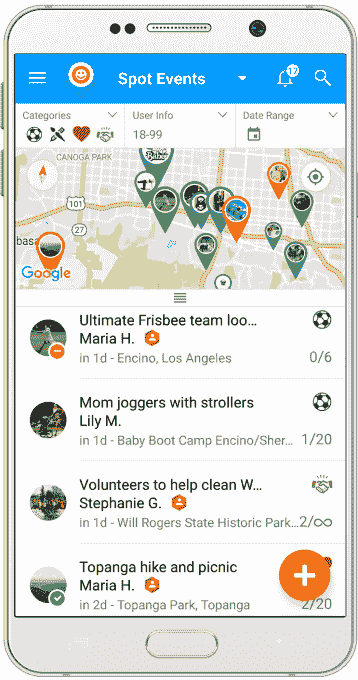 17
Spot Events
Categories
User Info
Date Range
18-99
CANOGA PARK
101
27
basa
Google
Ultimate Frisbee team loo...
Maria H.
in 1d - Encino, Los Angeles
0/6
Mom joggers with strollers
Lily M.
in 1d - Baby Boot Camp Encino/Sher...
1/20
Volunteers to help clean W...
Stephanie G.
in 1d - Will Rogers State Historic Park...
2/∞
Topanga hike and picnic
Maria H.
in 2d - Topanga Park, Topanga
2/20